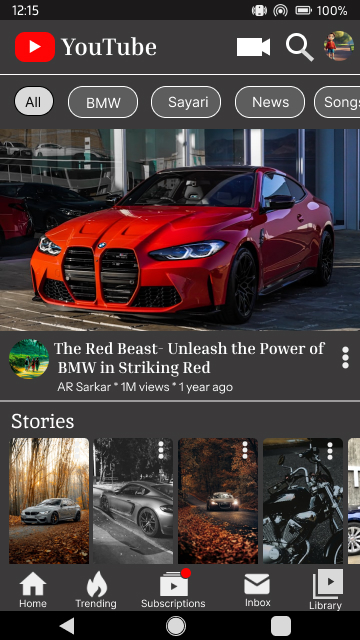 12:15
100%
YouTube
All
BMW
Sayari
News
Songs
The Red Beast- Unleash the Power of
BMW in Striking Red
AR Sarkar * 1M views * 1 year ago
Stories
Home
Trending
Subscriptions
Inbox
Library